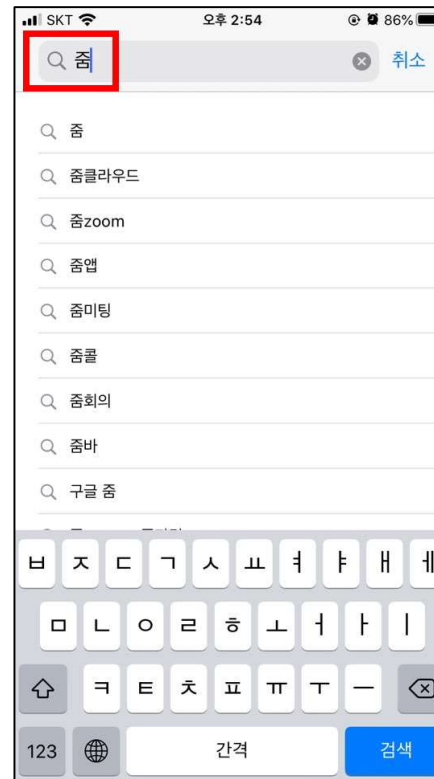 SKT 오후 2:54 86%
줌 취소
줌
줌클라우드
줌zoom
줌앱
줌미팅
줌콜
줌회의
줌바
구글 줌
ㅂ ㅈ ㄷ ㄱ ㅅ ㅛ ㅕ ㅑ ㅐ ㅔ
ㅁ ㄴ ㅇ ㄹ ㅎ ㅗ ㅓ ㅏ ㅣ
ㅋ ㅌ ㅊ ㅍ ㅠ ㅜ ㅡ
123 간격 검색